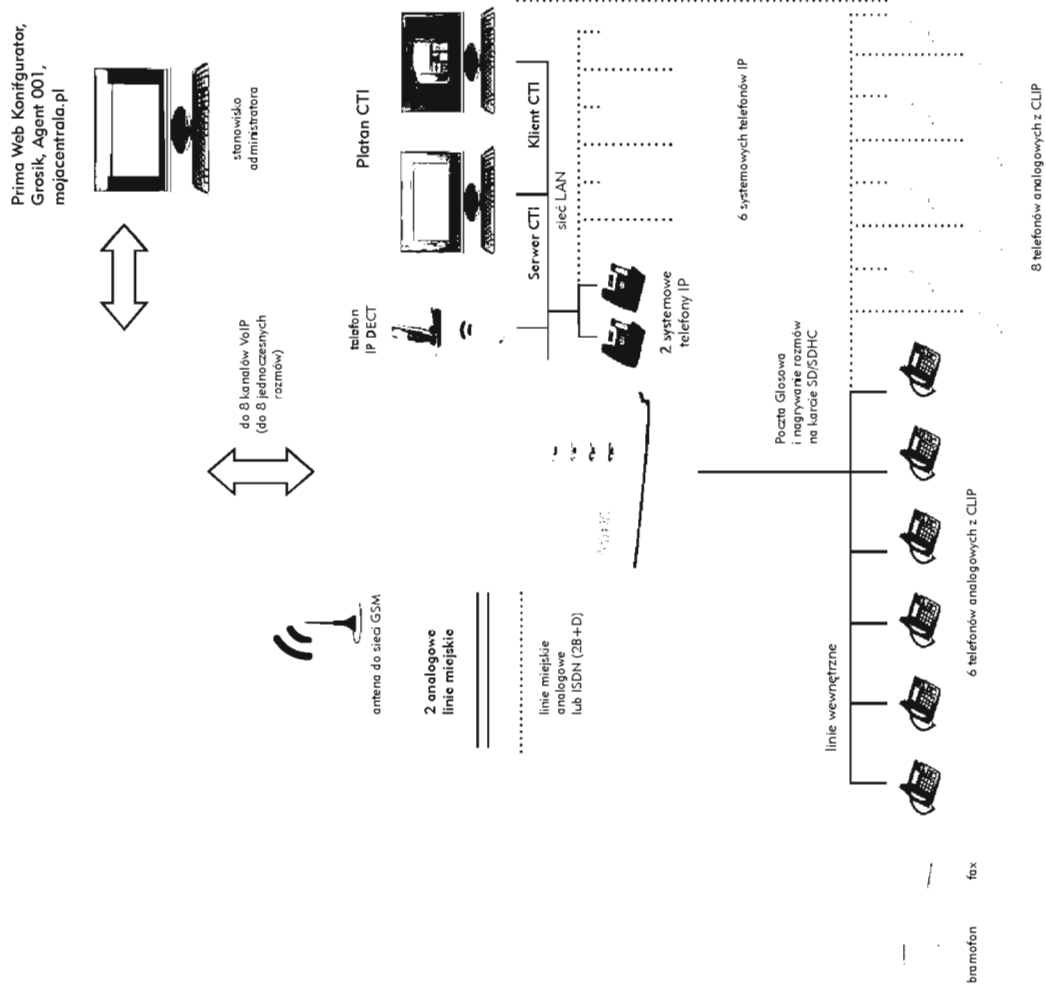 Prima Web Konifgurator,
Grosik, Agent 001,
mojacentrala.pl
stanowisko
administratora
do 8 kanałów VoIP
(do 8 jednoczesnych
rozmów)
telefon
IP DECT
Platan CTI
Serwer CTI
Klient CTI
sieć LAN
2 systemowe
telefony IP
6 systemowych telefonów IP
antena do sieci GSM
2 analogowe
linie miejskie
linie miejskie
analogowe
lub ISDN (2B+D)
Poczta Głosowa
i nagrywanie rozmów
na karcie SD/SDHC
linie wewnętrzne
6 telefonów analogowych z CLIP
8 telefonów analogowych z CLIP
bramofon
fax